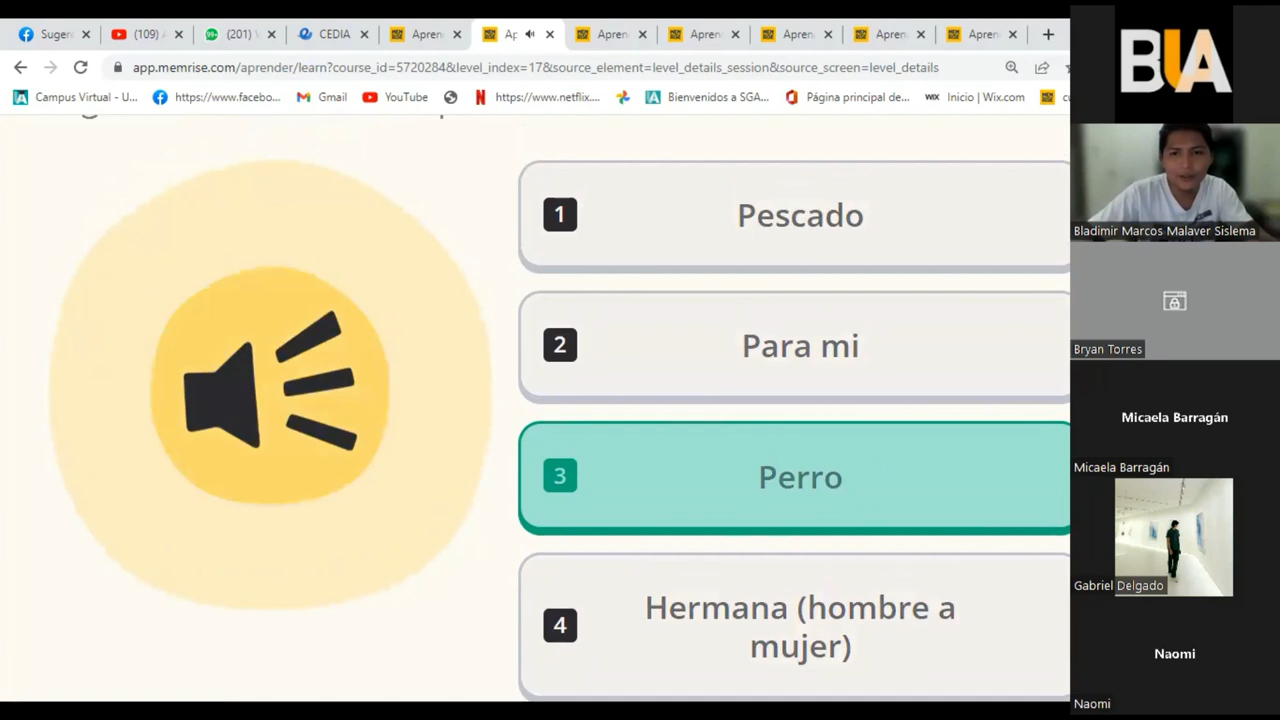 Suger
(109)
(201)
CEDIA
Apren
Ap
Apren
Apren
Apren
Apren
Apren
app.memrise.com/aprender/learn?course_id=5720284&level_index=17&source_element=level_details_session&source_screen=level_details
Campus Virtual - U...
https://www.facebo...
Gmail
YouTube
https://www.netflix....
Bienvenidos a SGA...
Página principal de...
WIX Inicio | Wix.com
1 Pescado
2 Para mi
3 Perro
4 Hermana (hombre a
mujer)
BUA
Bladimir Marcos Malaver Sislema
Bryan Torres
Micaela Barragán
Micaela Barragán
Gabriel Delgado
Naomi
Naomi